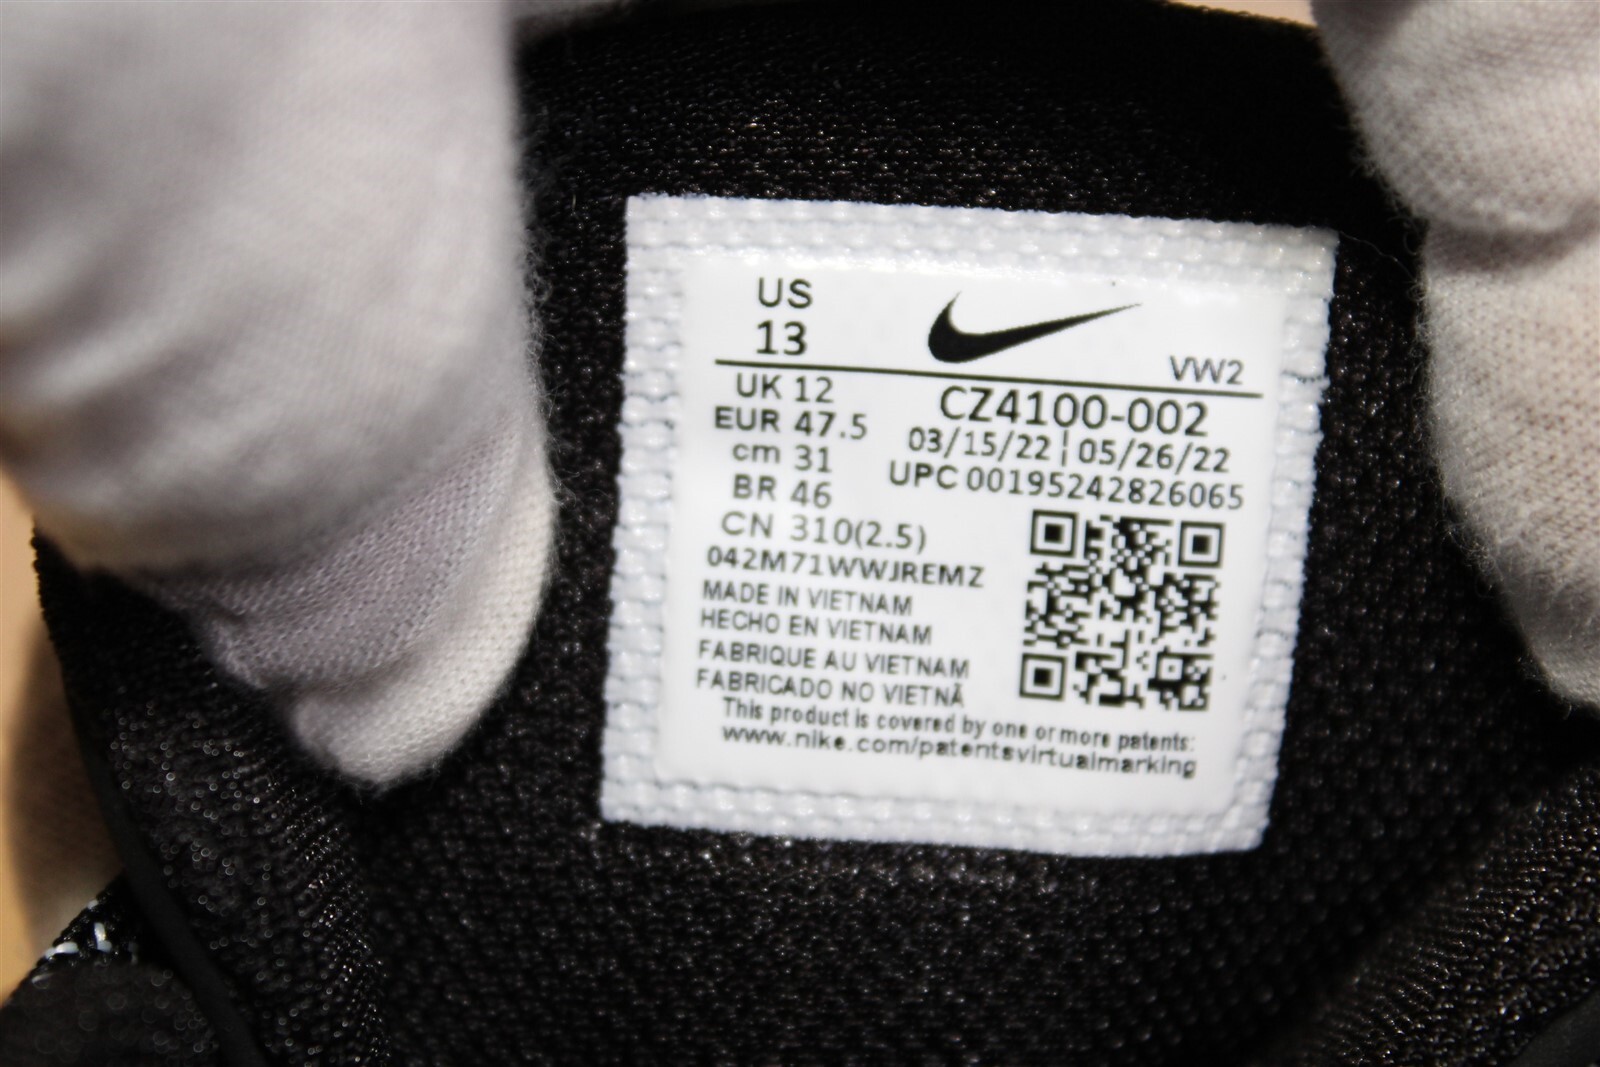 US
13
VW2
UK 12
EUR 47.5
cm 31
BR 46
CN 310(2.5)
CZ4100-002
03/15/22 | 05/26/22
UPC 00195242826065
042M71WWJREMZ
MADE IN VIETNAM
HECHO EN VIETNAM
FABRIQUE AU VIETNAM
FABRICADO NO VIETNÃ
This product is covered by one or more patents:
www.nike.com/patentsvirtualmarking